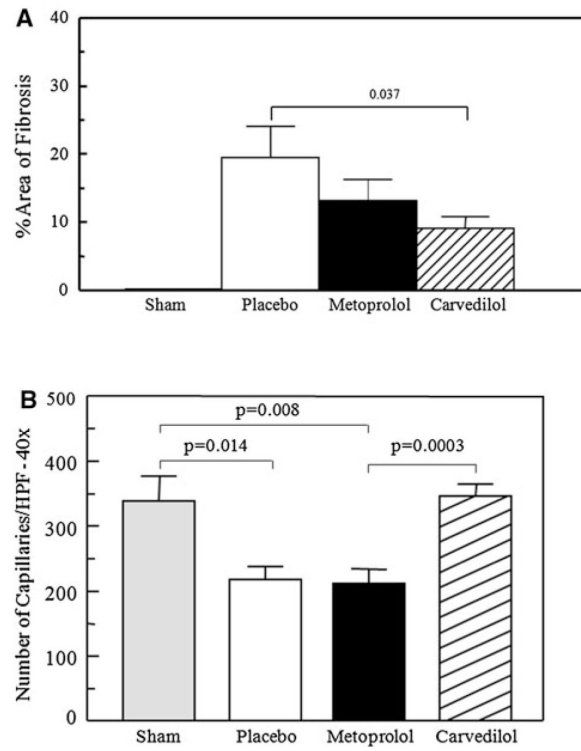 A
% Area of Fibrosis
40
30
20
10
0
0.037
Sham Placebo Metoprolol Carvedilol
B
Number of Capillaries/HPF - 40x
500
400
300
200
100
0
p=0.008
p=0.014 p=0.0003
Sham Placebo Metoprolol Carvedilol